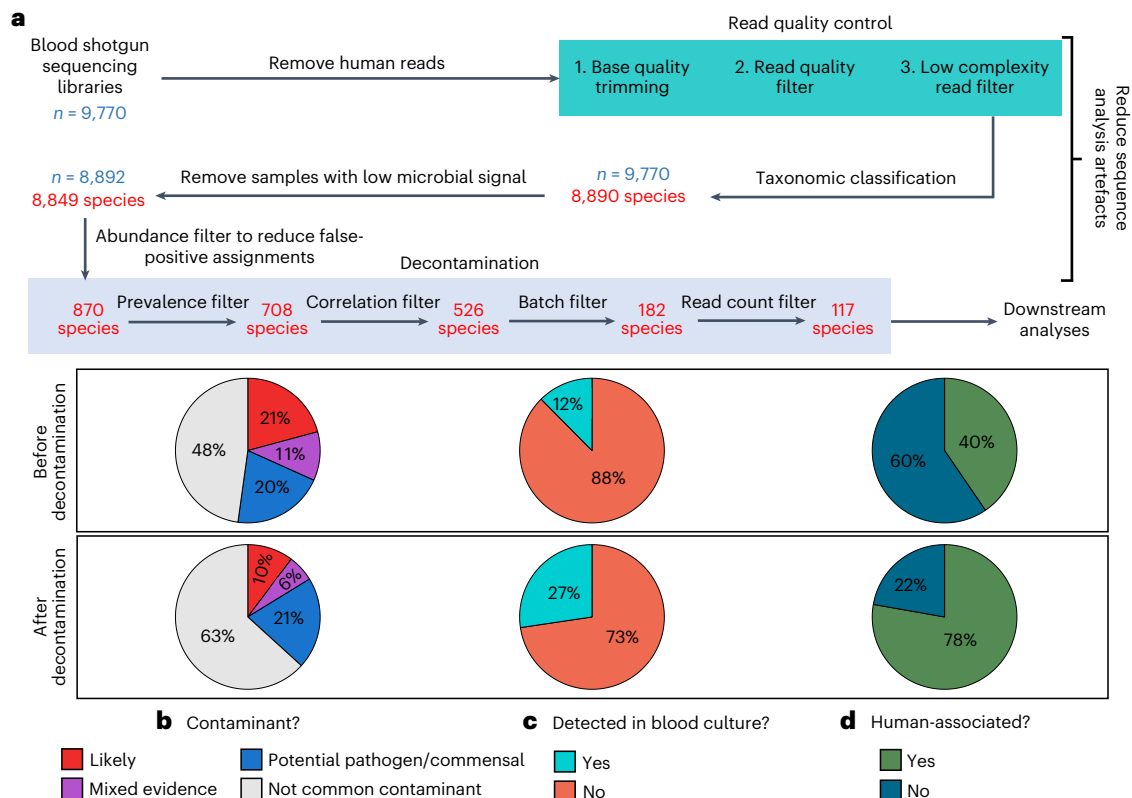 a
Read quality control
Blood shotgun
sequencing
libraries
n = 9,770
Remove human reads
1. Base quality
trimming
2. Read quality
filter
3. Low complexity
read filter
Reduce sequence
analysis artefacts
n = 8,892
8,849 species
Remove samples with low microbial signal
n = 9,770
8,890 species
Taxonomic classification
Abundance filter to reduce false-
positive assignments
Decontamination
870
species
Prevalence filter
708
species
Correlation filter
526
species
Batch filter
182
species
Read count filter
117
species
Downstream
analyses
Before
decontamination
21%
11%
20%
48%
12%
88%
40%
60%
After
decontamination
10%
6%
21%
63%
27%
73%
22%
78%
b Contaminant?
Likely
Mixed evidence
Potential pathogen/commensal
Not common contaminant
c Detected in blood culture?
Yes
No
d Human-associated?
Yes
No